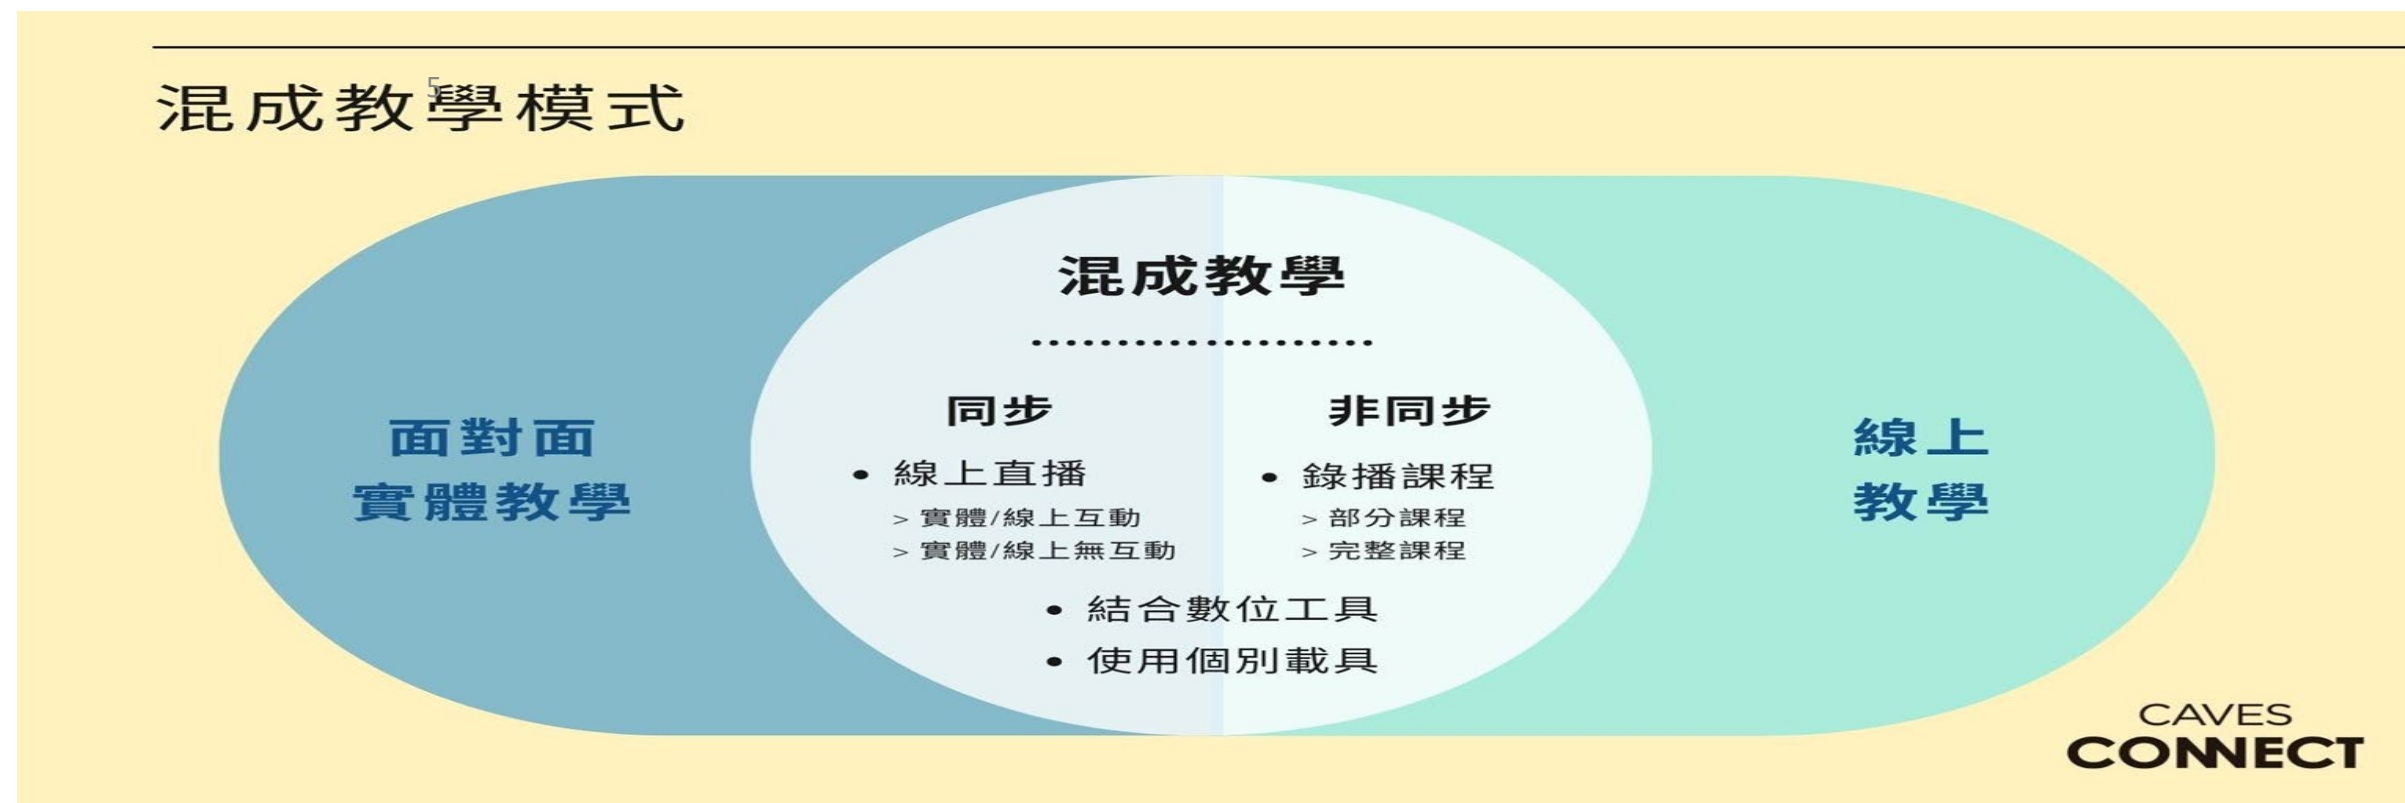 5
混成教學模式
混成教學
同步
• 線上直播
> 實體/線上互動
> 實體/線上無互動
非同步
• 錄播課程
> 部分課程
> 完整課程
• 結合數位工具
• 使用個別載具
面對面
實體教學
線上
教學
CAVES
CONNECT